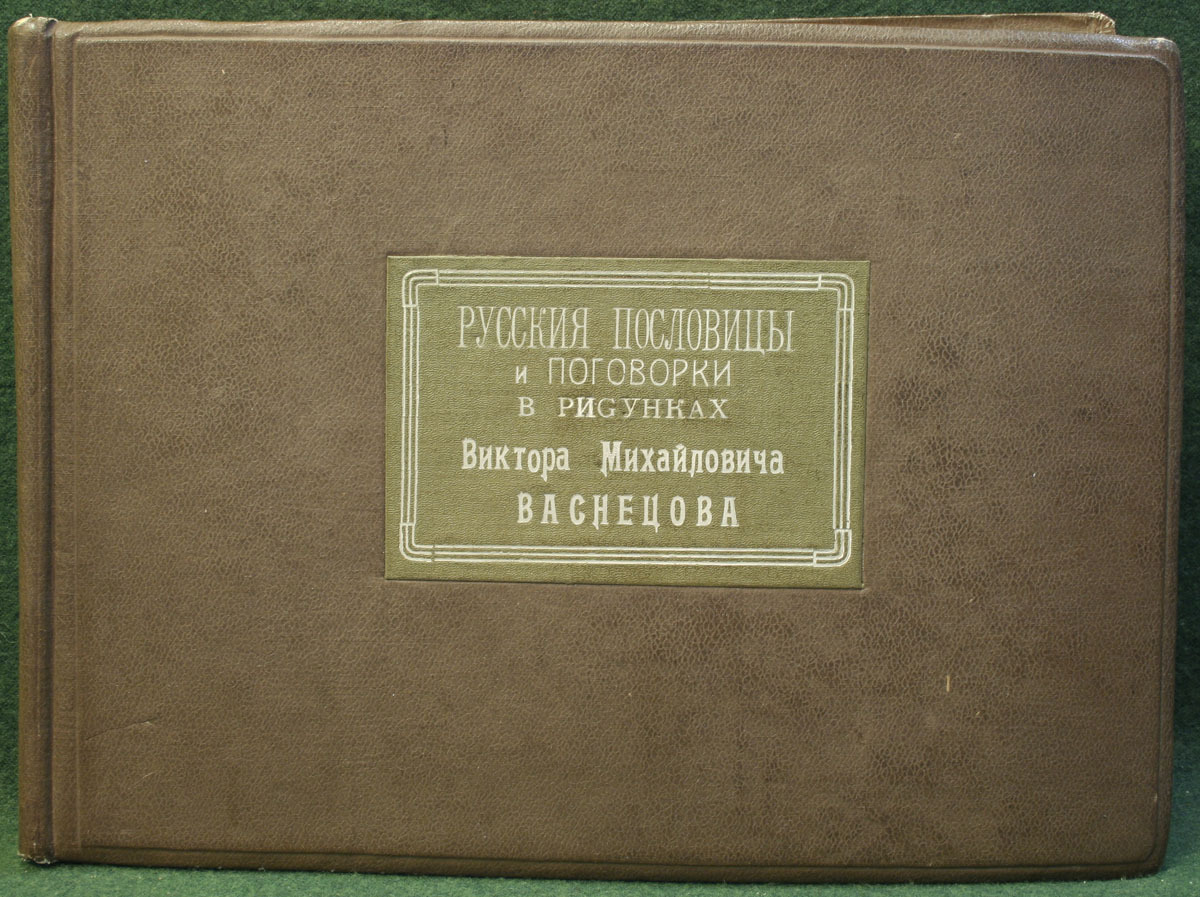 РУССКИЯ ПОСЛОВИЦЫ
и ПОГОВОРКИ
В РИСУНКАХ
Виктора Михайловича
ВАСНЕЦОВА